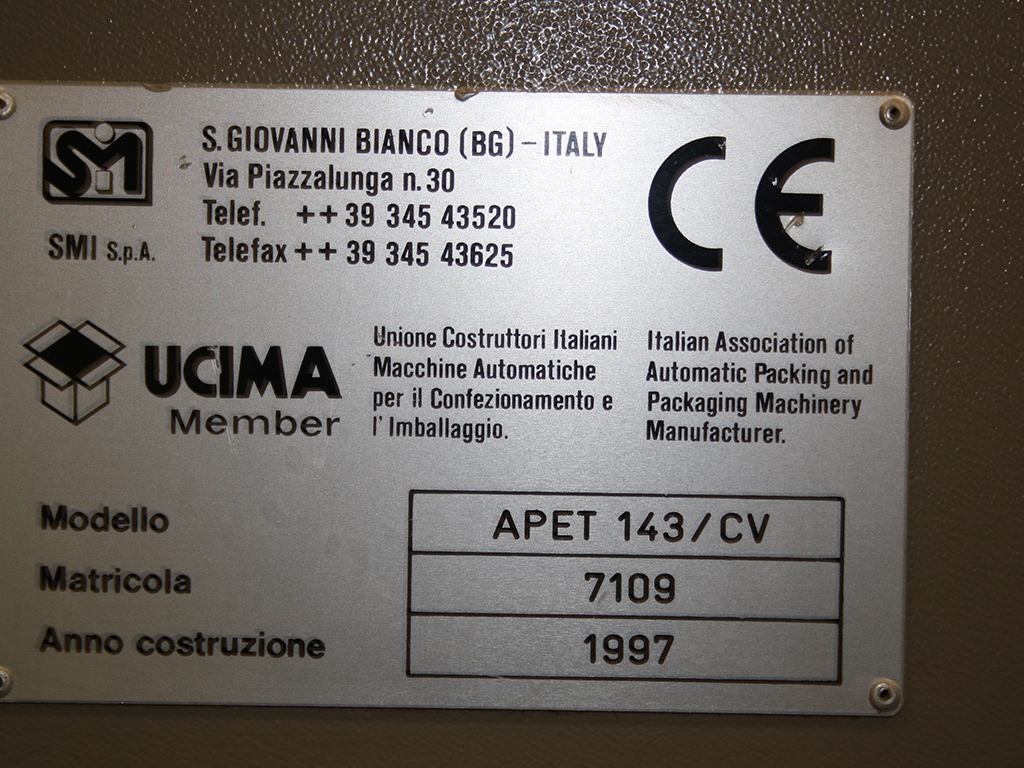 SMI
S. GIOVANNI BIANCO (BG) – ITALY
Via Piazzalunga n. 30
Telef. ++ 39 345 43520
Telefax ++ 39 345 43625
SMI S.p.A.
CE
UCIMA
Member
Unione Costruttori Italiani
Macchine Automatiche
per il Confezionamento e
l' Imballaggio.
Italian Association of
Automatic Packing and
Packaging Machinery
Manufacturer.
Modello APET 143/CV
Matricola 7109
Anno costruzione 1997